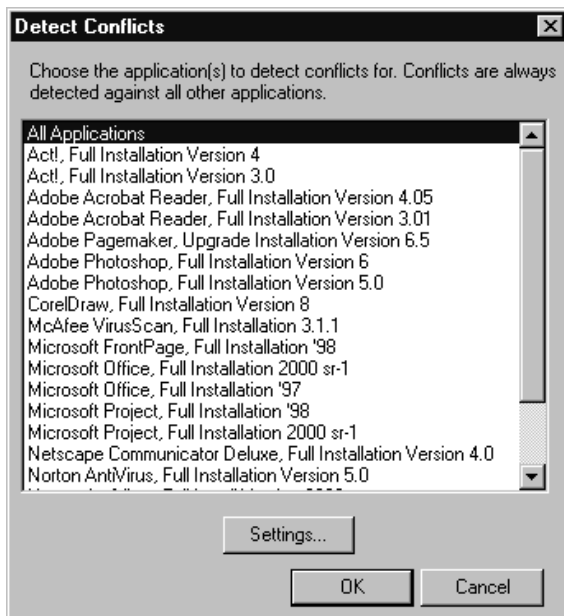 Detect Conflicts
Choose the application(s) to detect conflicts for. Conflicts are always
detected against all other applications.
All Applications
Act!, Full Installation Version 4
Act!, Full Installation Version 3.0
Adobe Acrobat Reader, Full Installation Version 4.05
Adobe Acrobat Reader, Full Installation Version 3.01
Adobe Pagemaker, Upgrade Installation Version 6.5
Adobe Photoshop, Full Installation Version 6
Adobe Photoshop, Full Installation Version 5.0
CorelDraw, Full Installation Version 8
McAfee VirusScan, Full Installation 3.1.1
Microsoft FrontPage, Full Installation '98
Microsoft Office, Full Installation 2000 sr-1
Microsoft Office, Full Installation '97
Microsoft Project, Full Installation '98
Microsoft Project, Full Installation 2000 sr-1
Netscape Communicator Deluxe, Full Installation Version 4.0
Norton AntiVirus, Full Installation Version 5.0
Settings...
OK
Cancel